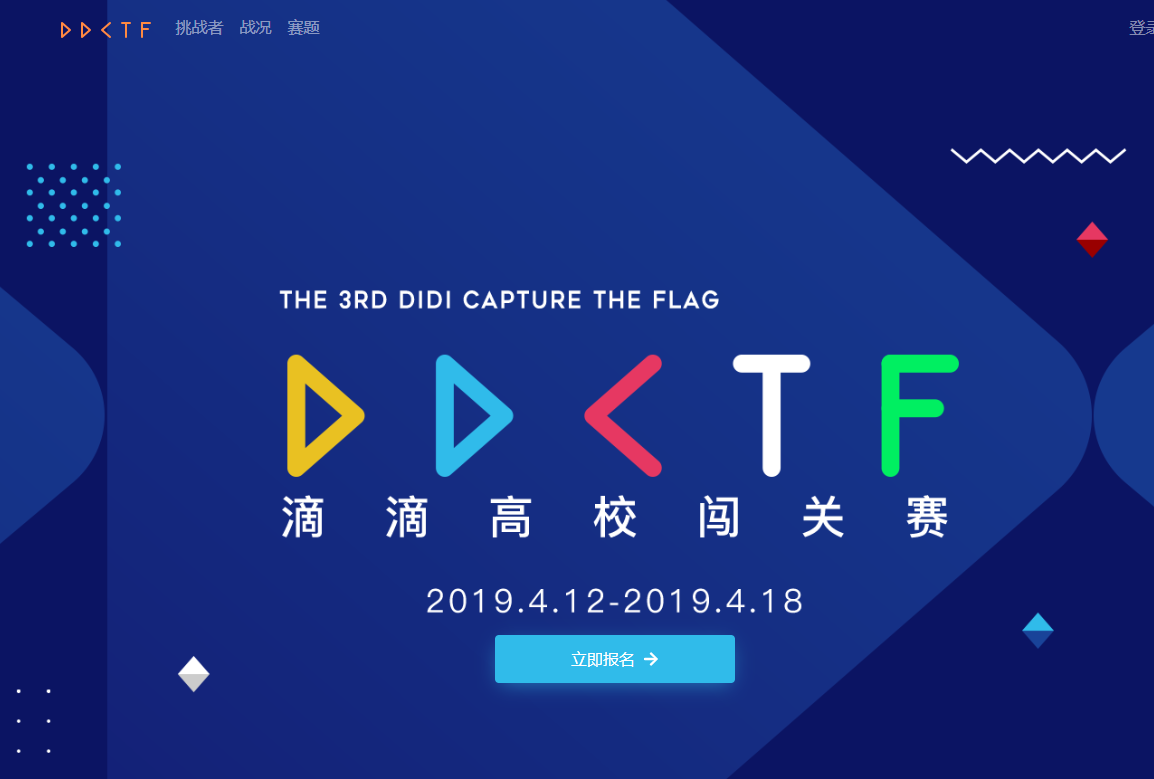 DDCTF 挑战者 战况 赛题 登录
THE 3RD DIDI CAPTURE THE FLAG
DDCTF
滴滴高校闯关赛
2019.4.12-2019.4.18
立即报名 →